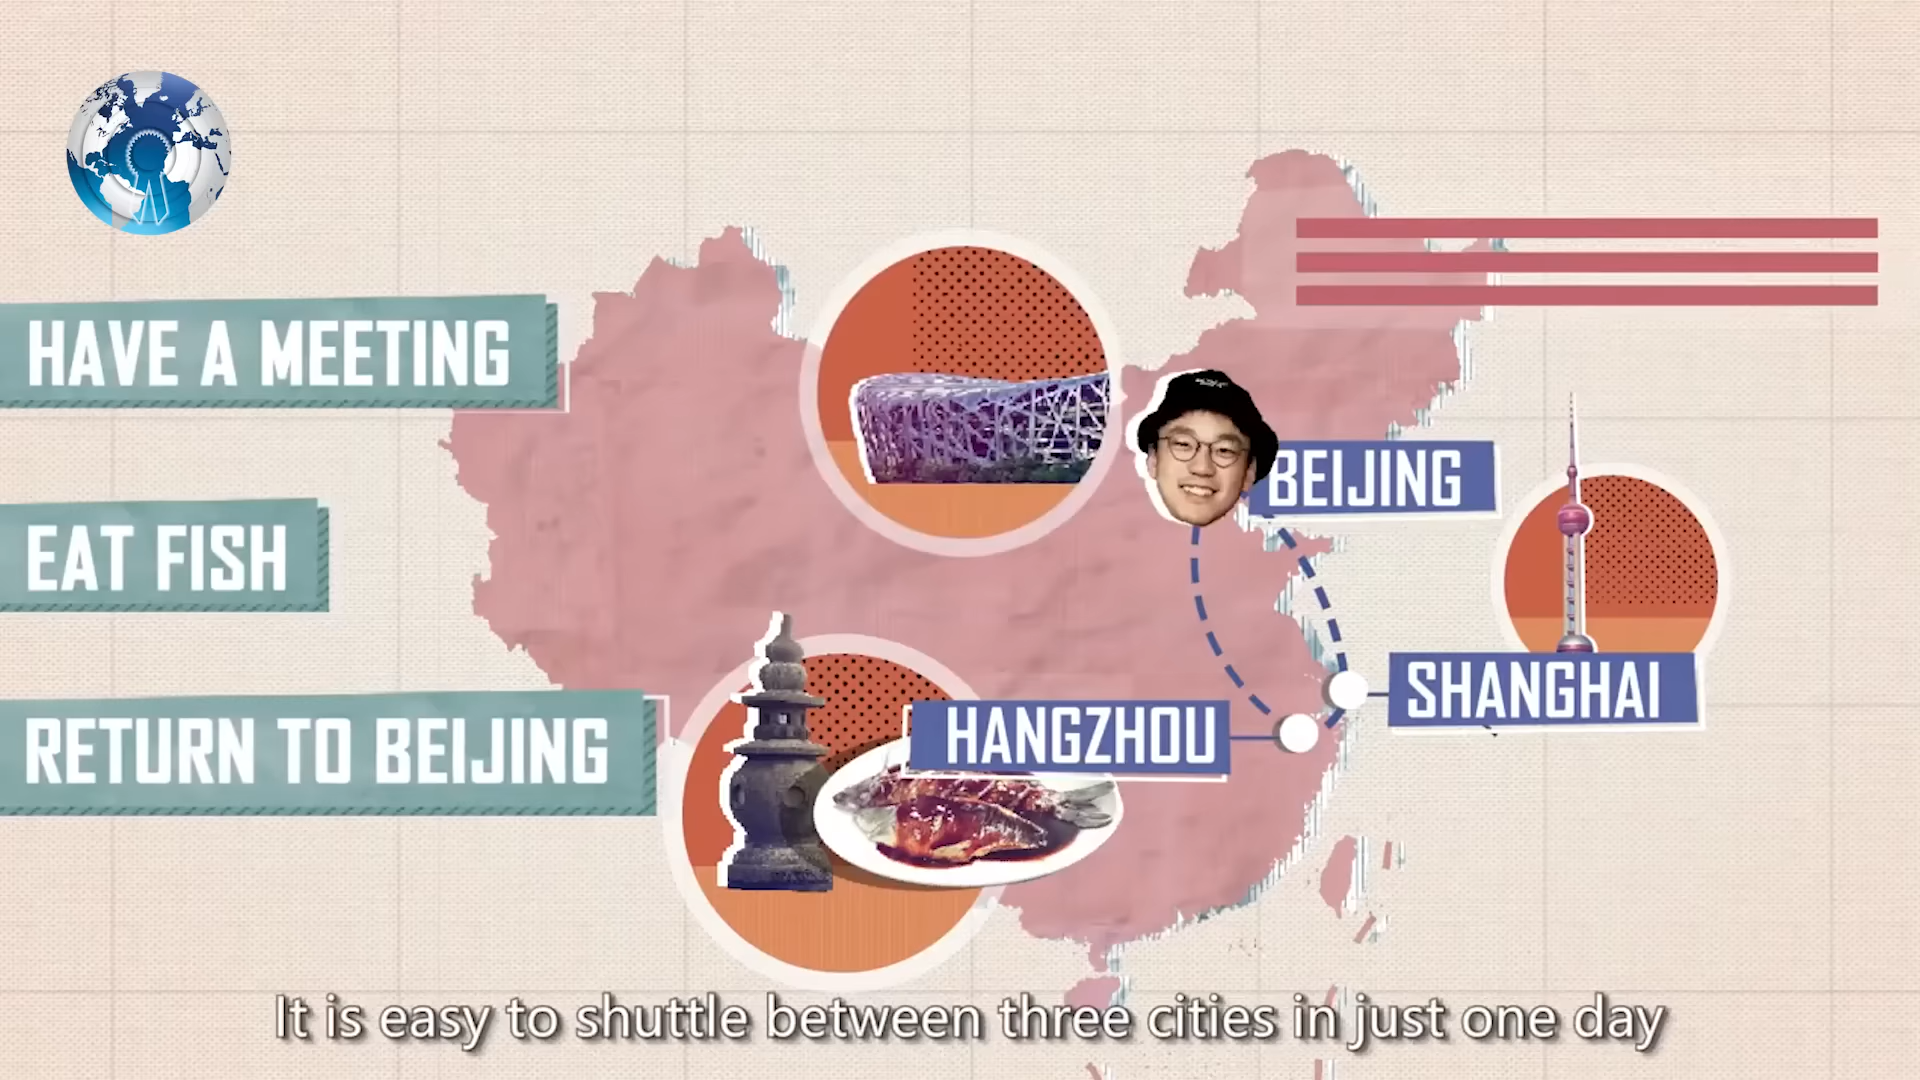 HAVE A MEETING
EAT FISH
RETURN TO BEIJING
BEIJING
SHANGHAI
HANGZHOU
It is easy to shuttle between three cities in just one day